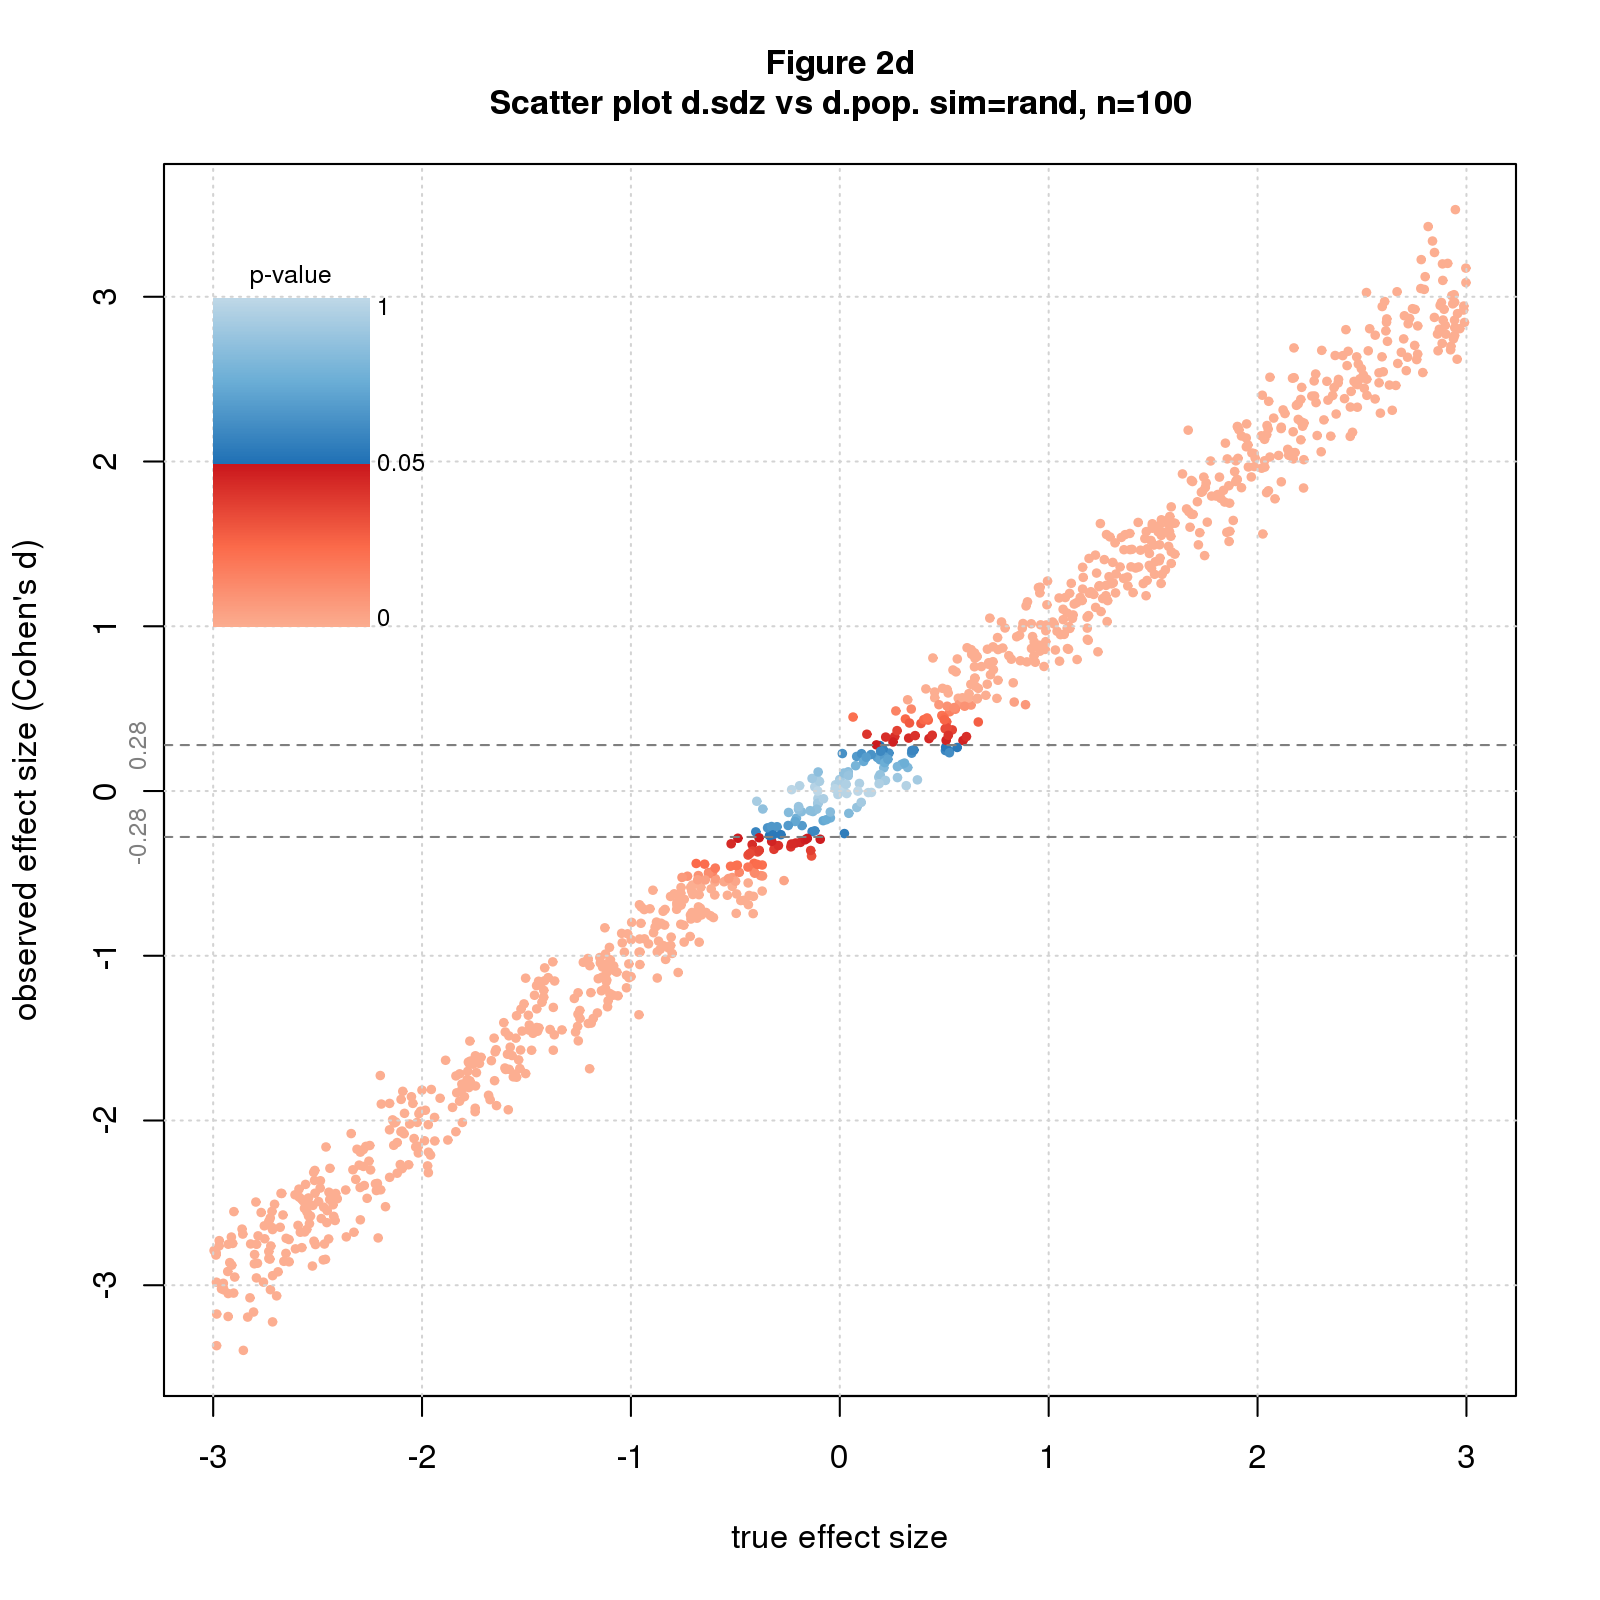 Figure 2d
Scatter plot d.sdz vs d.pop. sim=rand, n=100
p-value
1
0.05
0
observed effect size (Cohen's d)
3
2
1
0.28
0
-0.28
-1
-2
-3
-3 -2 -1 0 1 2 3
true effect size